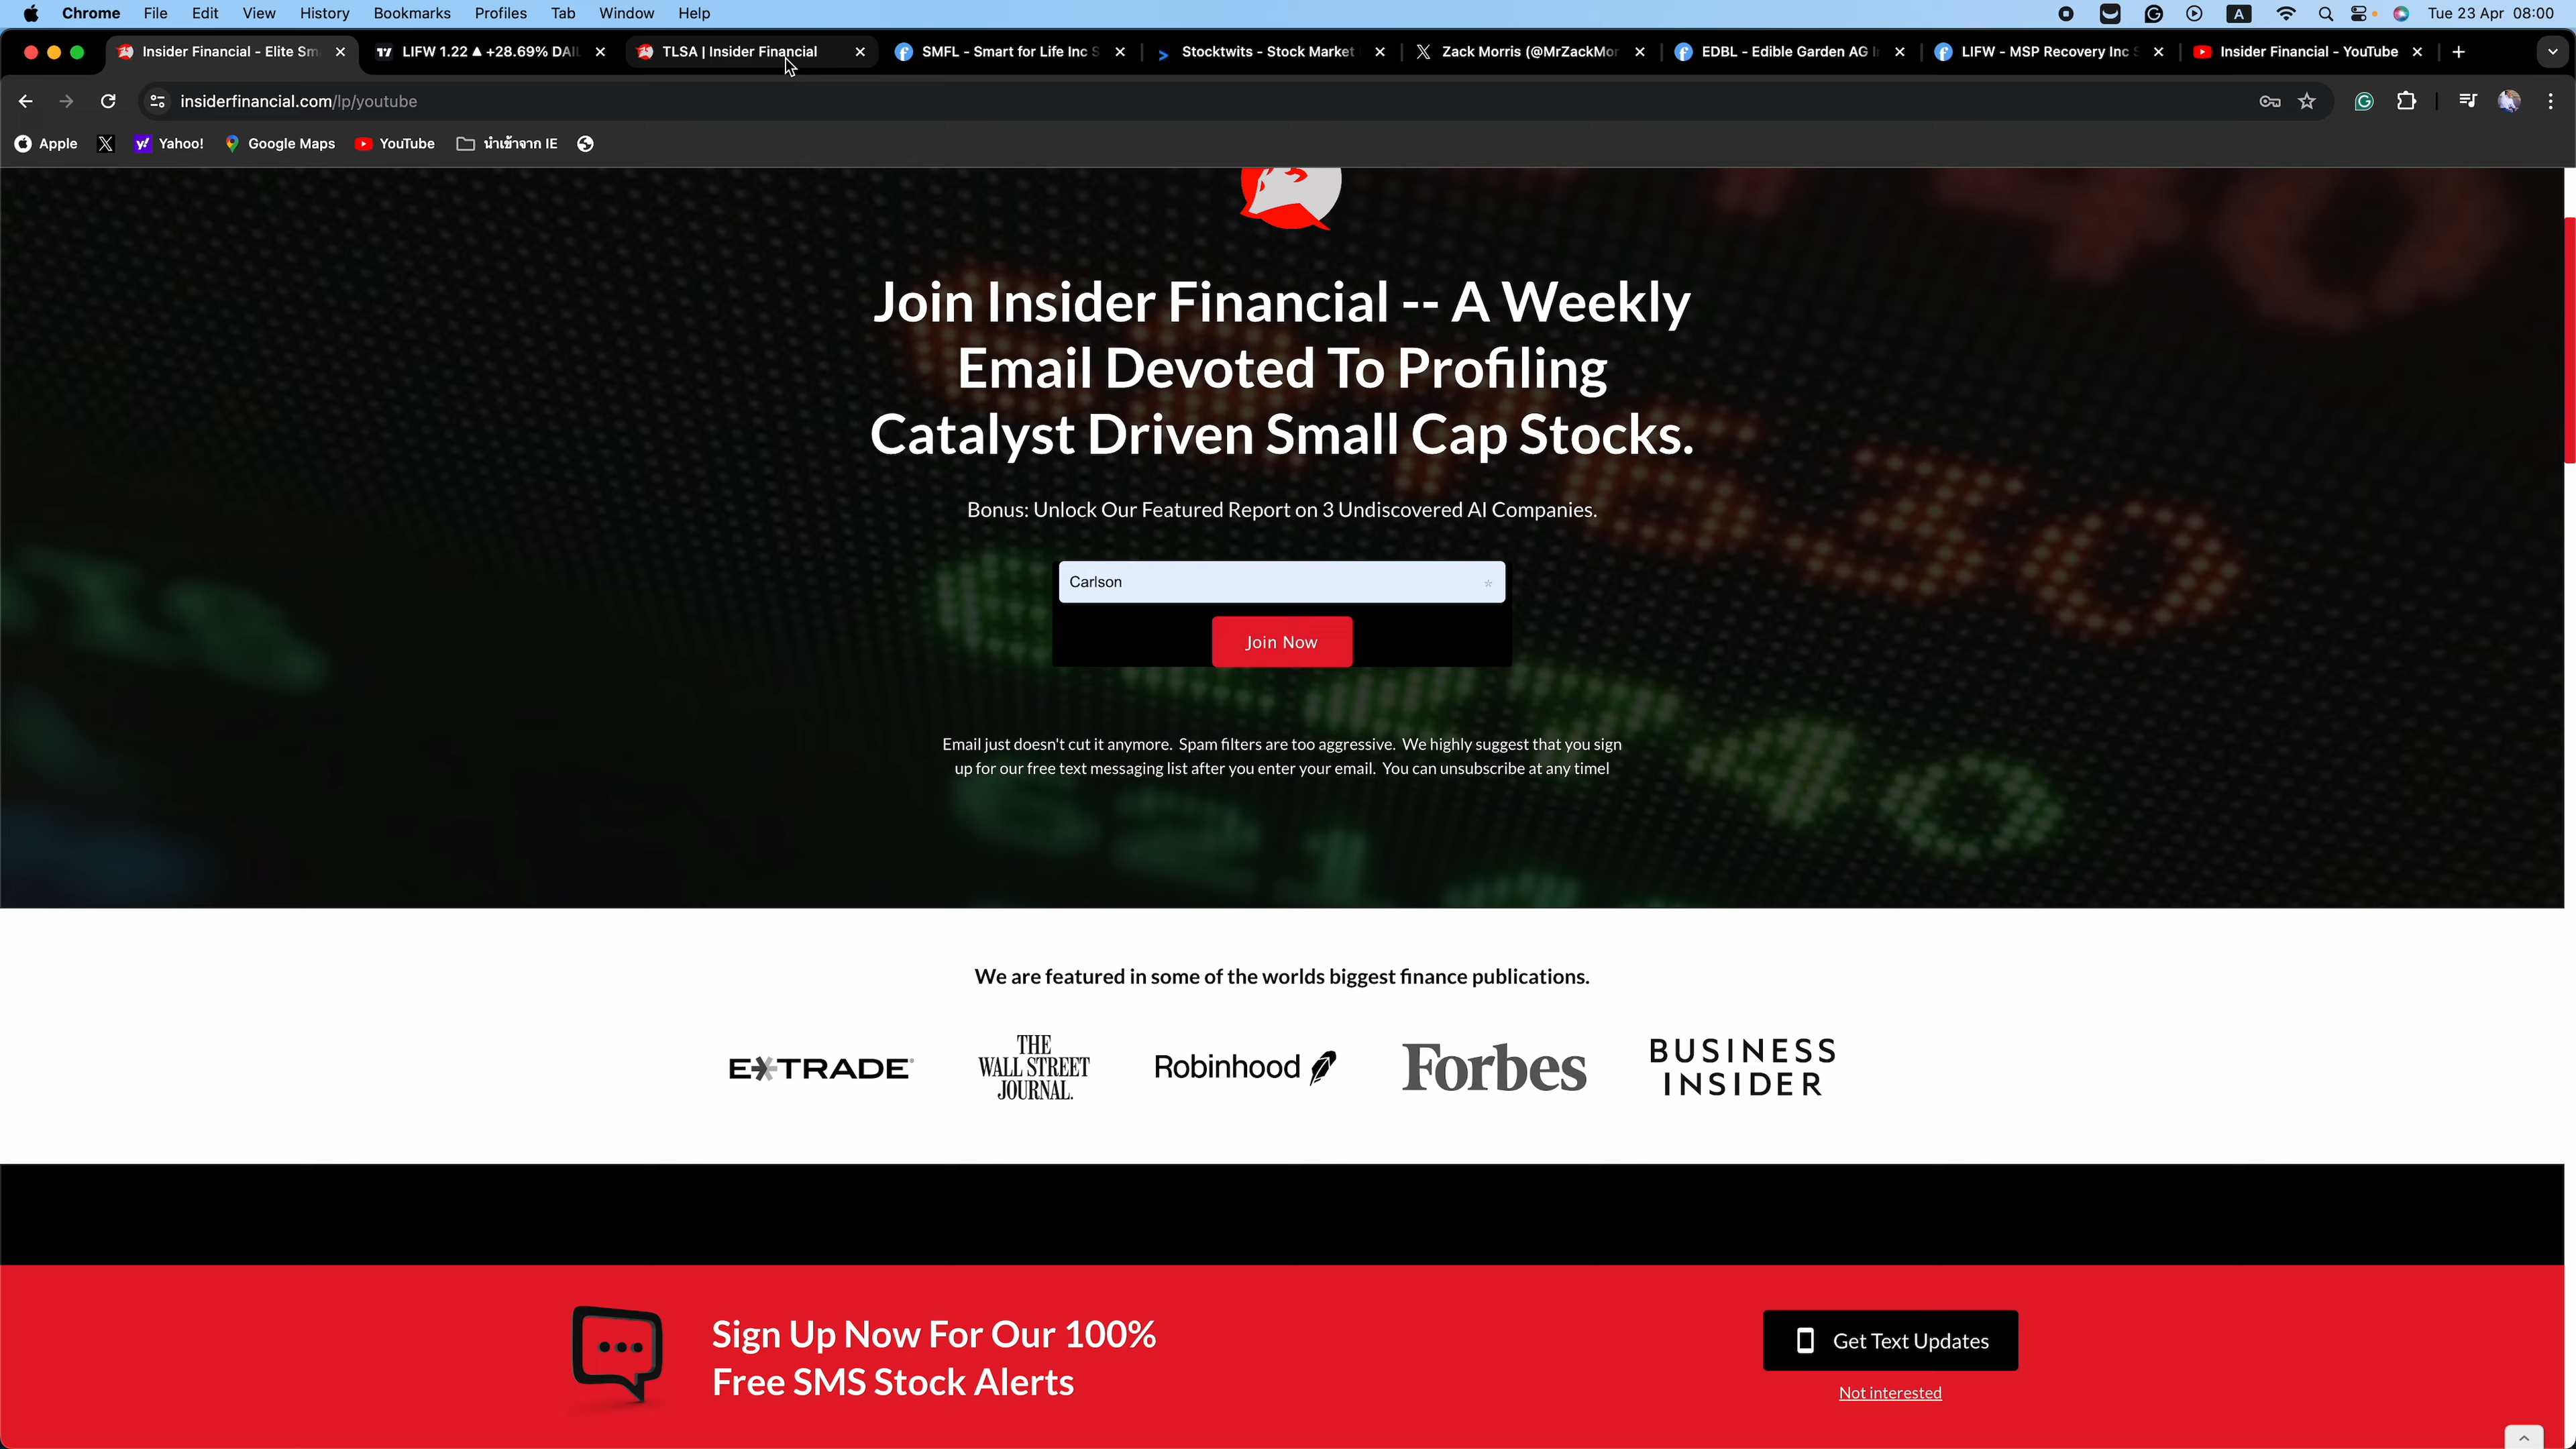 Chrome File Edit View History Bookmarks Profiles Tab Window Help
A Tue 23 Apr 08:00
Insider Financial - Elite Sm
LIFW 1.22 ▲ +28.69% DAI
TLSA | Insider Financial
SMFL - Smart for Life Inc S
Stocktwits - Stock Market
Zack Morris (@MrZackMor
EDBL - Edible Garden AG I
LIFW - MSP Recovery Inc S
Insider Financial - YouTube
insiderfinancial.com/lp/youtube
Apple
Yahoo!
Google Maps
YouTube
นำเข้าจาก IE
Join Insider Financial -- A Weekly
Email Devoted To Profiling
Catalyst Driven Small Cap Stocks.
Bonus: Unlock Our Featured Report on 3 Undiscovered AI Companies.
Carlson
Join Now
Email just doesn't cut it anymore. Spam filters are too aggressive. We highly suggest that you sign
up for our free text messaging list after you enter your email. You can unsubscribe at any time!
We are featured in some of the worlds biggest finance publications.
E*TRADE
THE
WALL STREET
JOURNAL.
Robinhood
Forbes
BUSINESS
INSIDER
Sign Up Now For Our 100%
Free SMS Stock Alerts
Get Text Updates
Not interested